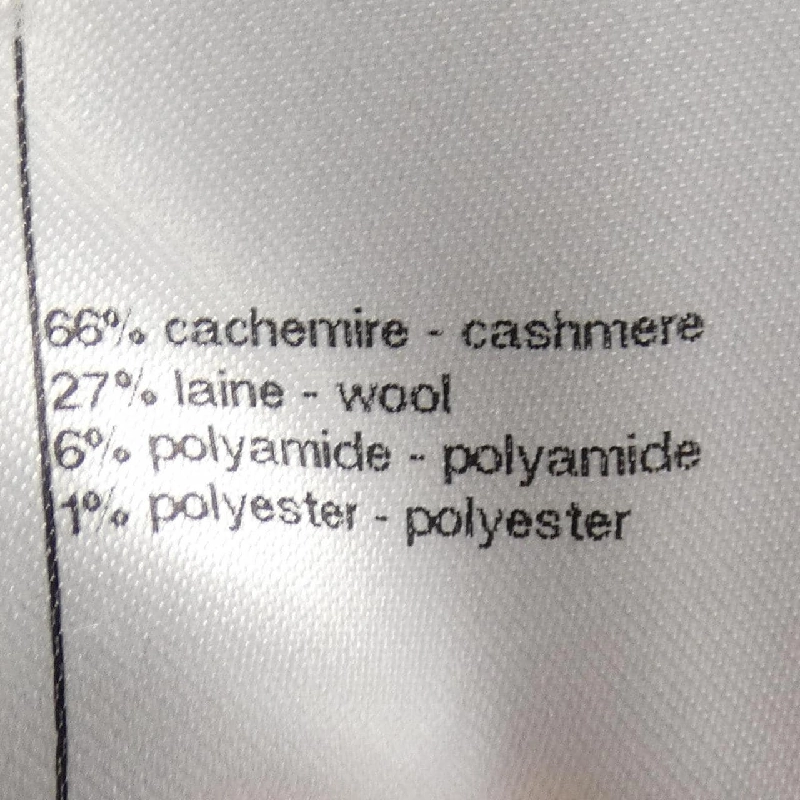 66% cachemire - cashmere
27% laine - wool
6% polyamide - polyamide
1% polyester - polyester